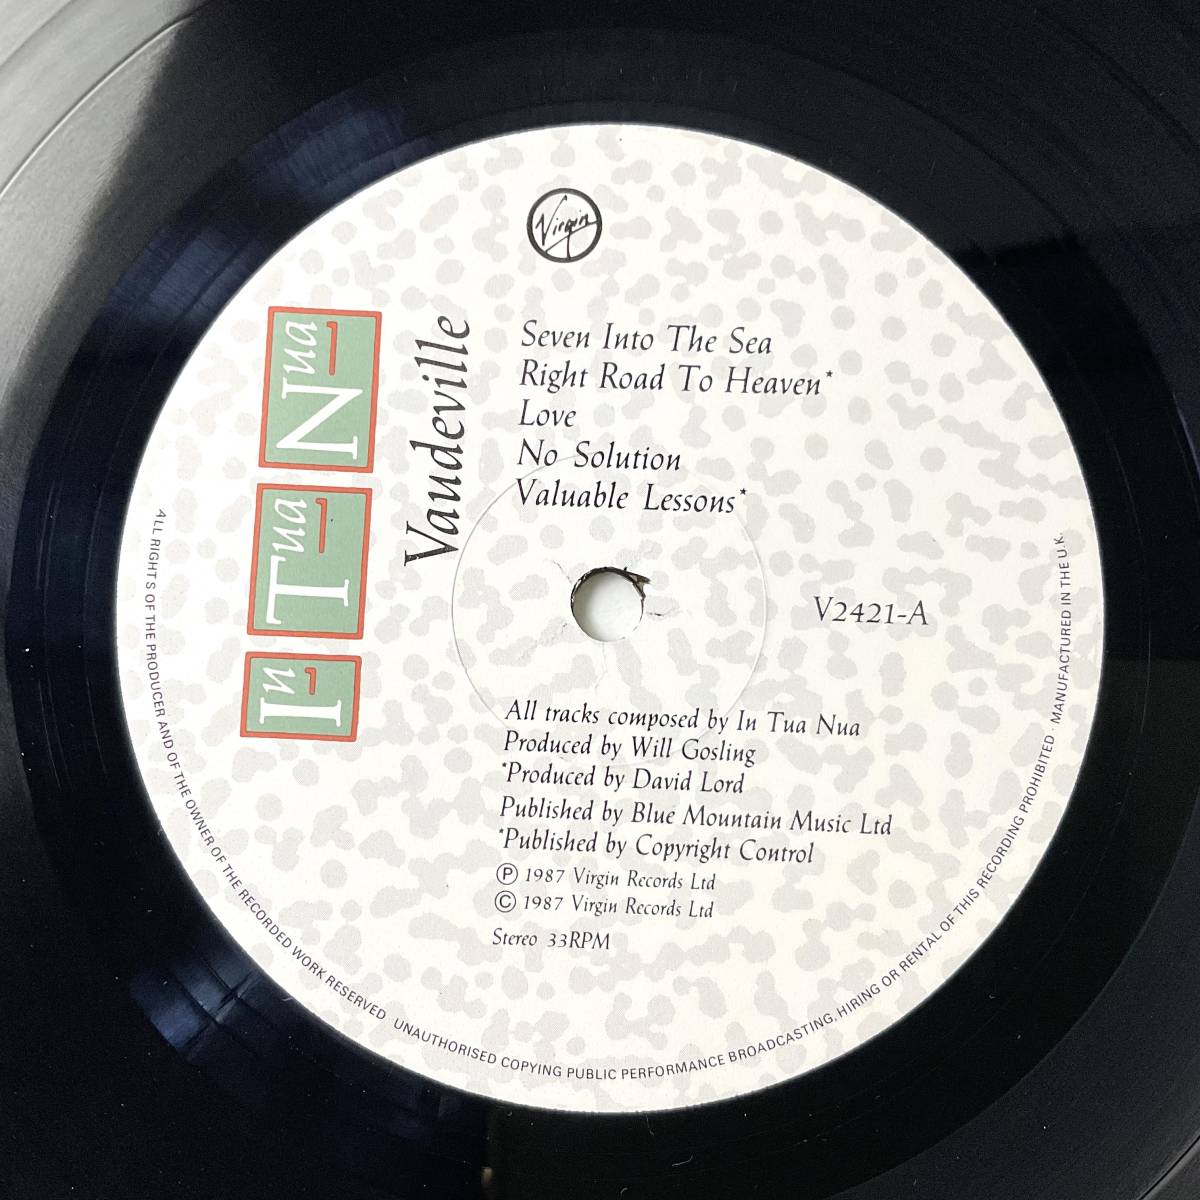 Virgin
In Tua Nua
Vaudeville
Seven Into The Sea
Right Road To Heaven*
Love
No Solution
Valuable Lessons*
V2421-A
All tracks composed by In Tua Nua
Produced by Will Gosling
*Produced by David Lord
Published by Blue Mountain Music Ltd
*Published by Copyright Control
Ⓟ 1987 Virgin Records Ltd
© 1987 Virgin Records Ltd
Stereo 33RPM
ALL RIGHTS OF THE PRODUCER AND OF THE OWNER OF THE RECORDED WORK RESERVED · UNAUTHORISED COPYING PUBLIC PERFORMANCE BROADCASTING, HIRING OR RENTAL OF THIS RECORDING PROHIBITED · MANUFACTURED IN THE U.K.